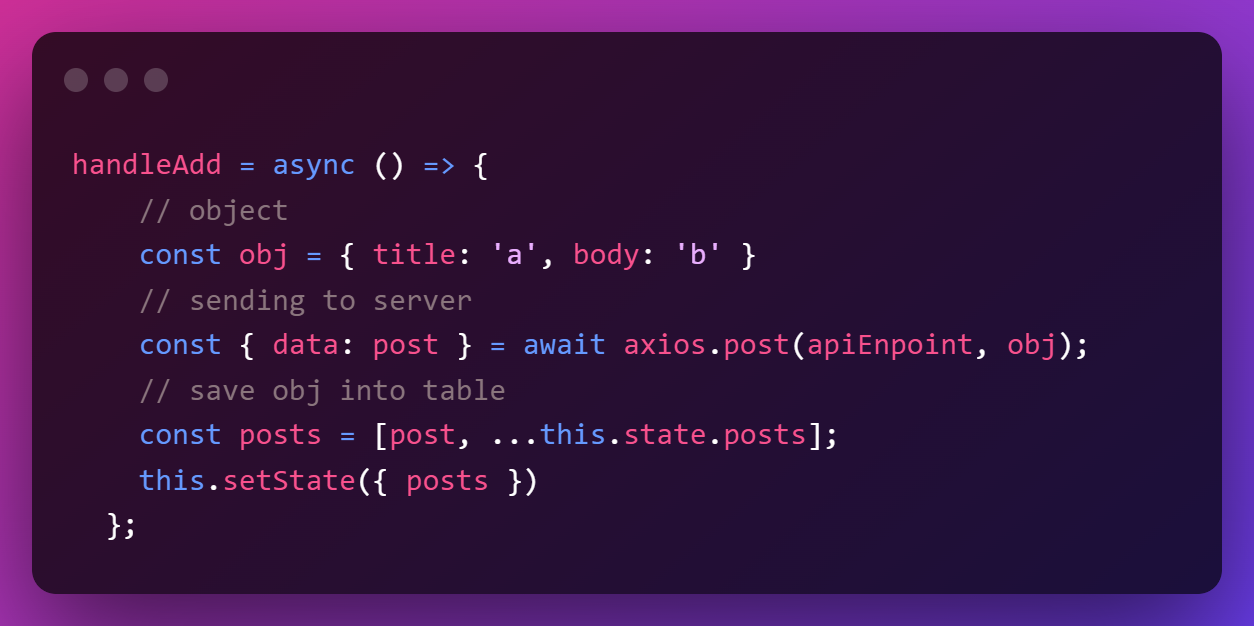 handleAdd = async () => {
    // object
    const obj = { title: 'a', body: 'b' }
    // sending to server
    const { data: post } = await axios.post(apiEnpoint, obj);
    // save obj into table
    const posts = [post, ...this.state.posts];
    this.setState({ posts })
  };